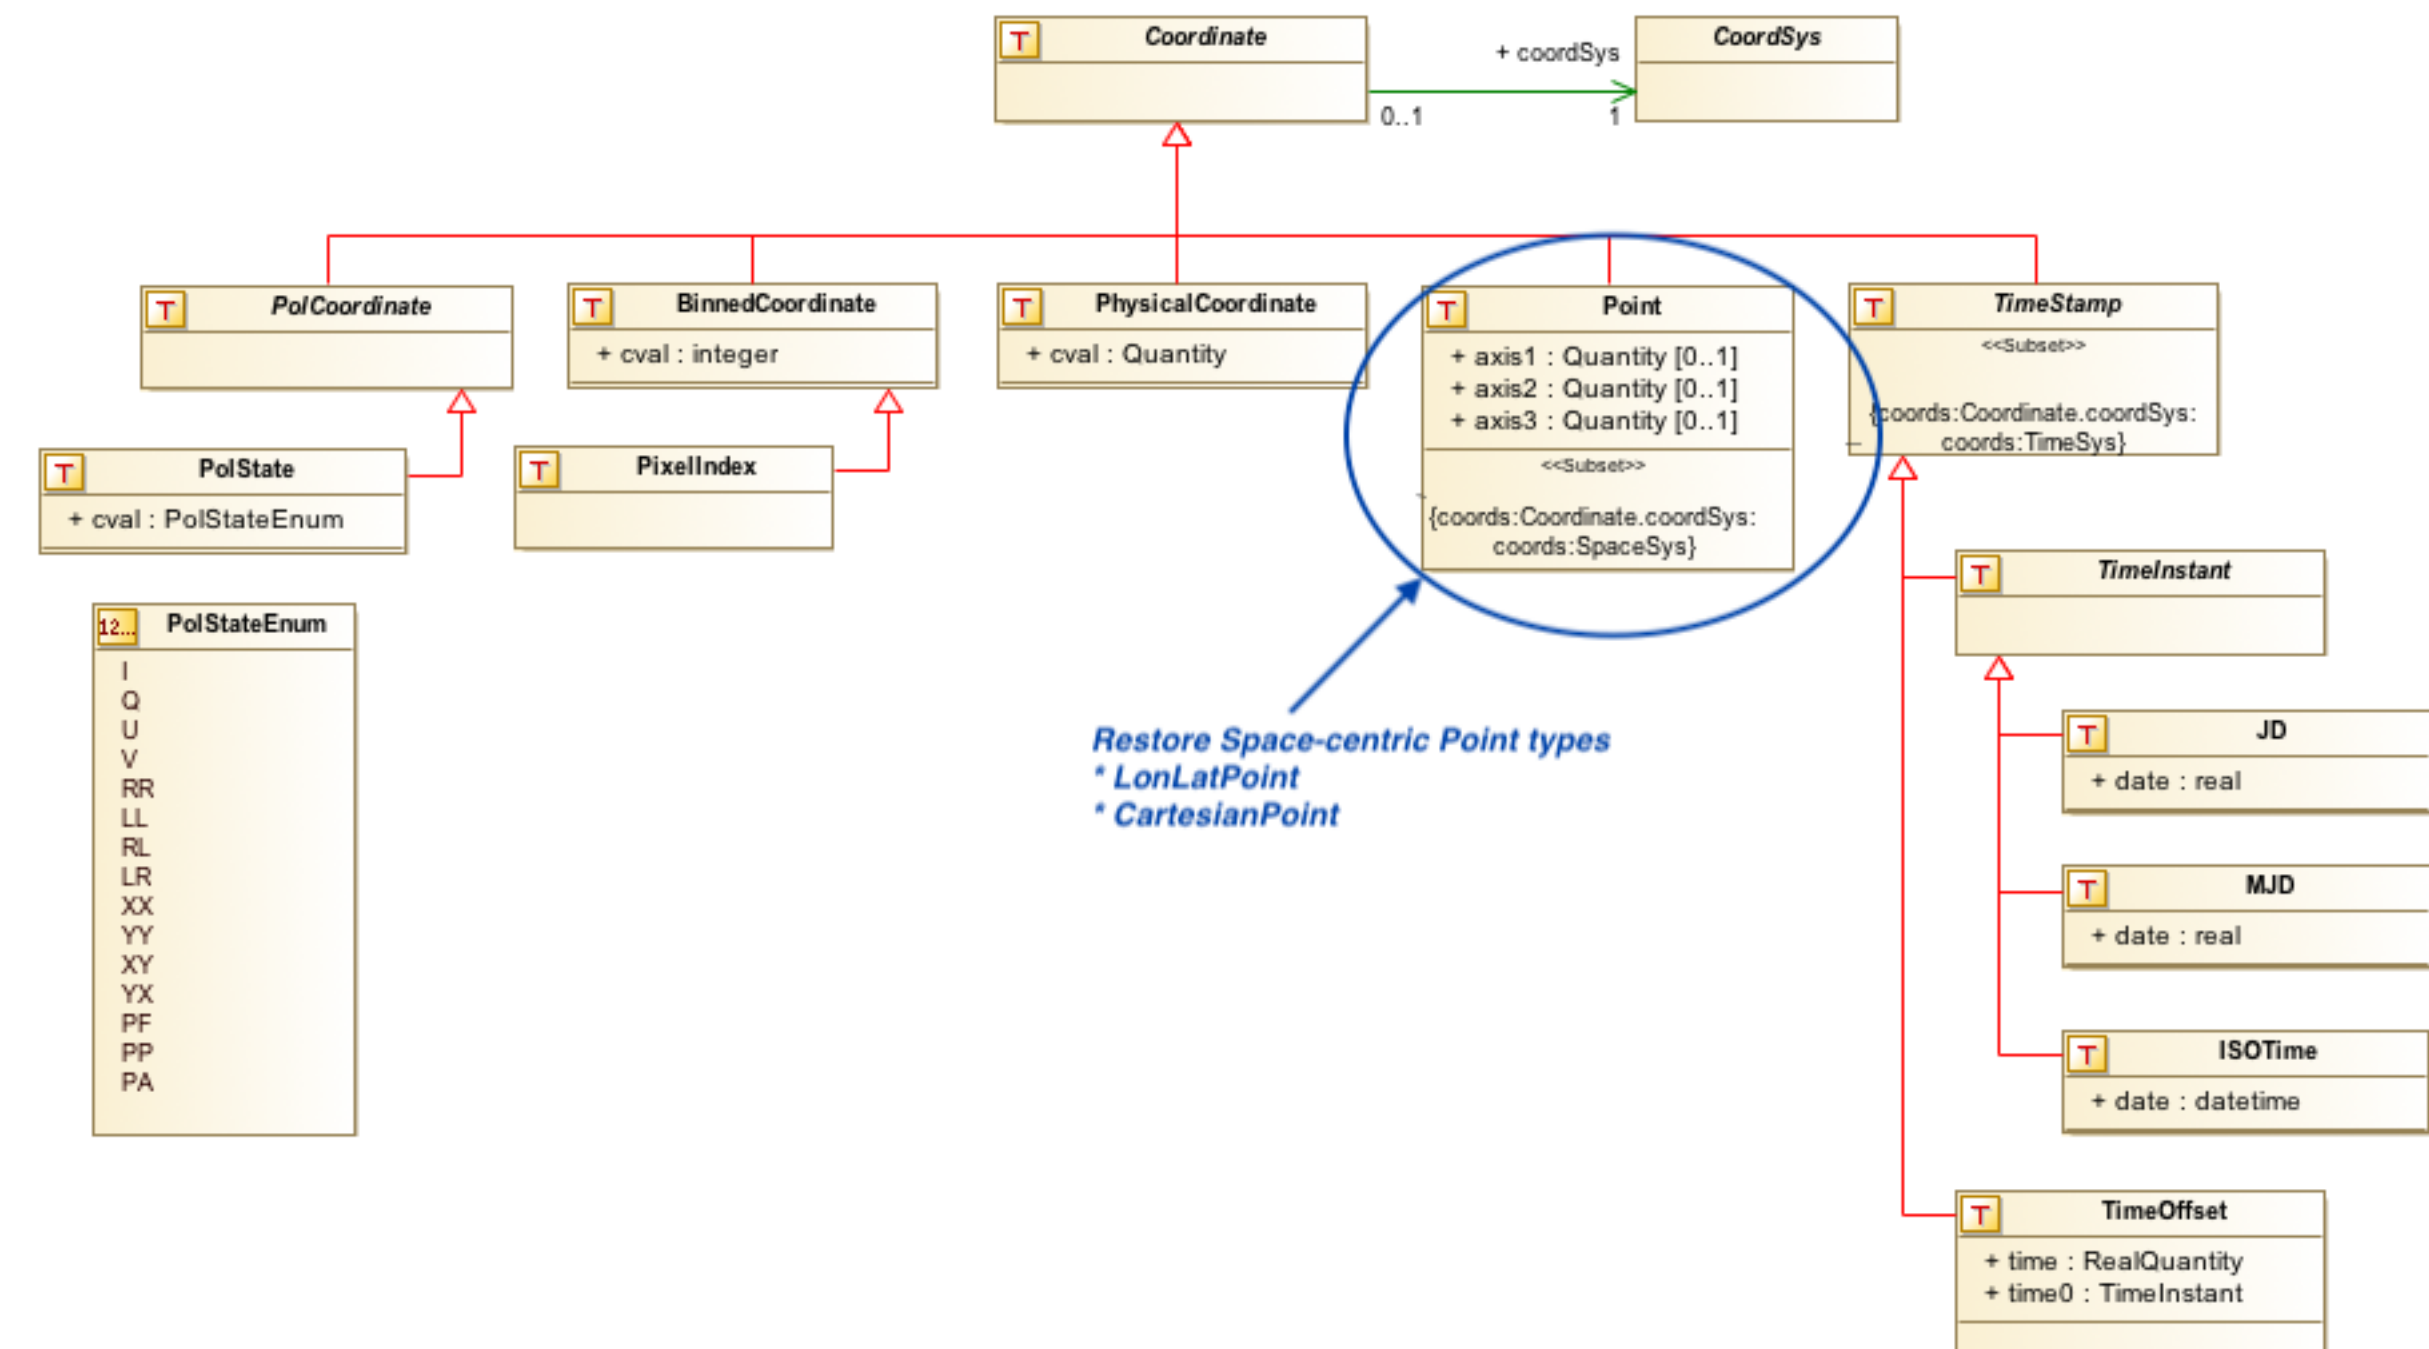 T Coordinate
+ coordSys
0..1
1
CoordSys
T PolCoordinate
T BinnedCoordinate
+ cval : integer
T PhysicalCoordinate
+ cval : Quantity
T Point
+ axis1 : Quantity [0..1]
+ axis2 : Quantity [0..1]
+ axis3 : Quantity [0..1]
<<Subset>>
{coords:Coordinate.coordSys:
coords:SpaceSys}
T TimeStamp
<<Subset>>
{coords:Coordinate.coordSys:
coords:TimeSys}
T PolState
+ cval : PolStateEnum
T PixelIndex
12... PolStateEnum
I
Q
U
V
RR
LL
RL
LR
XX
YY
XY
YX
PF
PP
PA
Restore Space-centric Point types
* LonLatPoint
* CartesianPoint
T TimeInstant
T JD
+ date : real
T MJD
+ date : real
T ISOTime
+ date : datetime
T TimeOffset
+ time : RealQuantity
+ time0 : TimeInstant